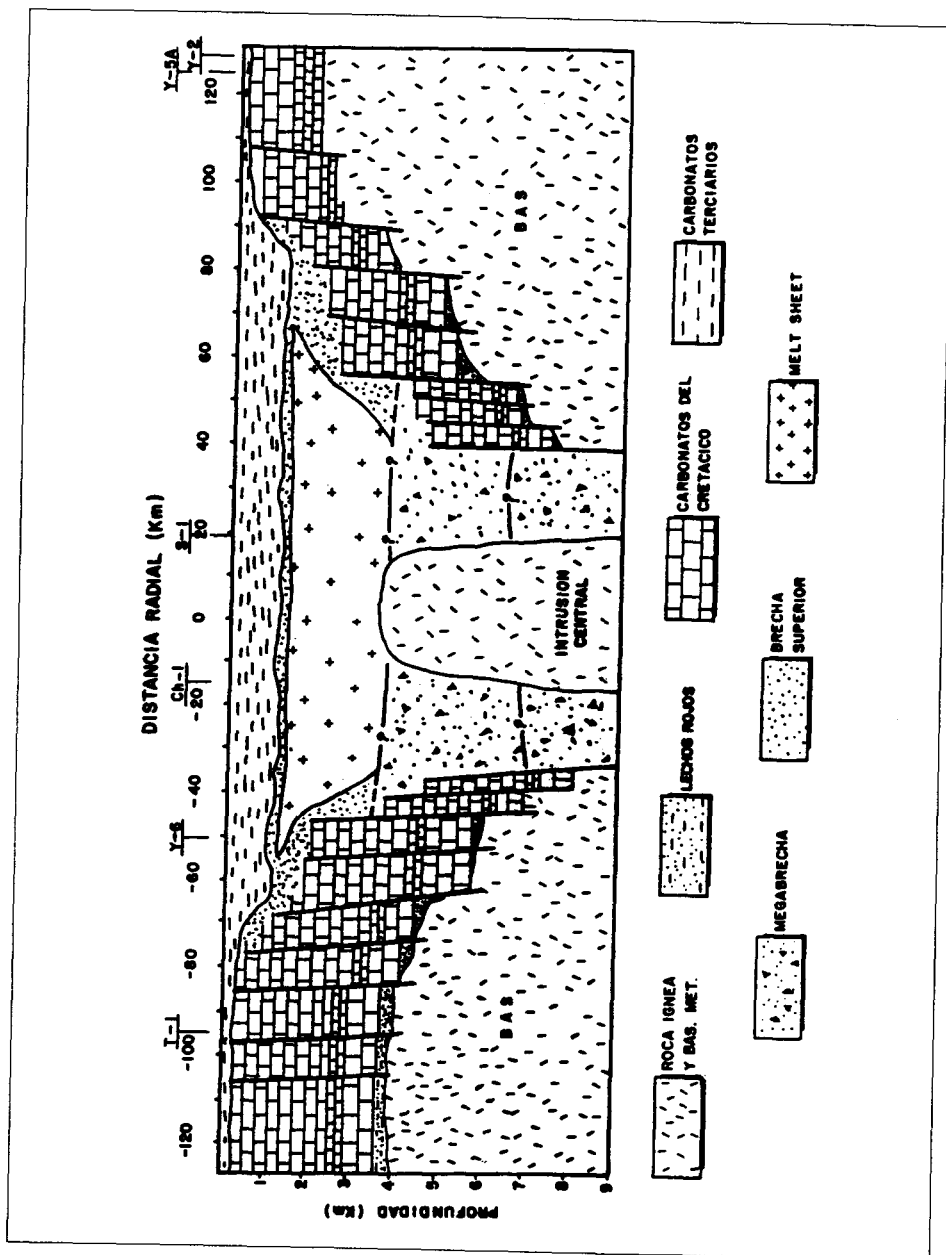 DISTANCIA RADIAL (Km)
T-1 Y-6 Ch-1 S-1 Y-5A Y-2
-120 -100 -80 -60 -40 -20 0 20 40 60 80 100 120
PROFUNDIDAD (Km)
1
2
3
4
5
6
7
8
9
BAS
INTRUSION
CENTRAL
BAS
ROCA IGNEA
Y BAS. MET.
LECHOS ROJOS
CARBONATOS DEL
CRETACICO
CARBONATOS
TERCIARIOS
MEGABRECHA
BRECHA
SUPERIOR
MELT SHEET